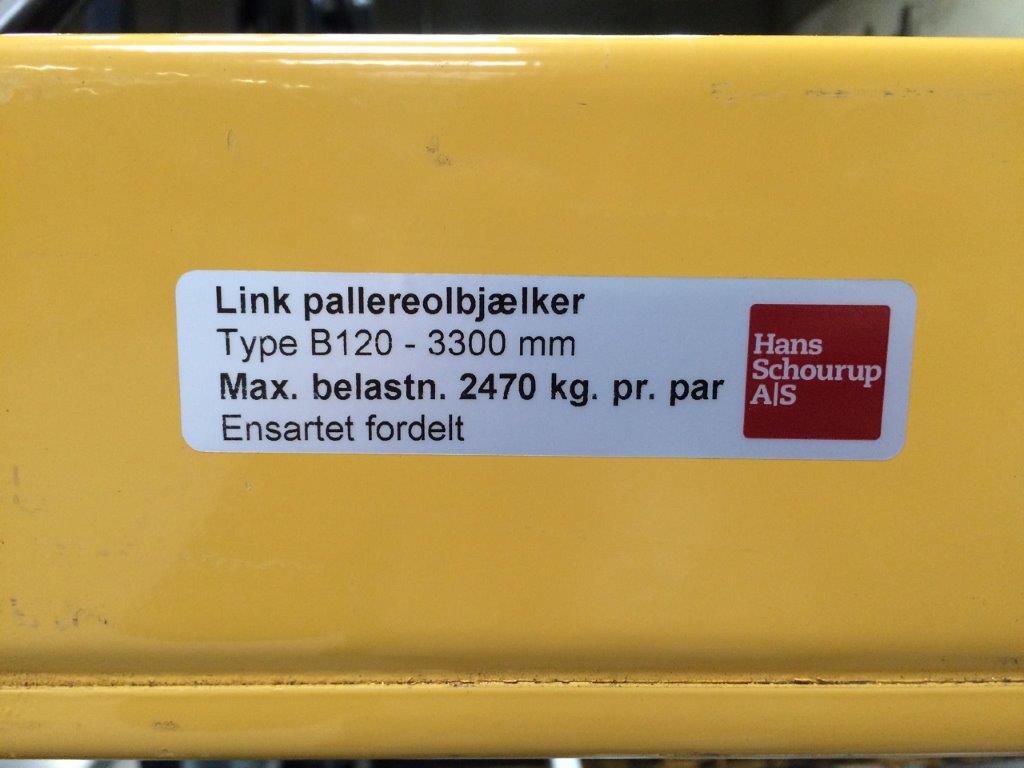 Link pallereolbjælker
Type B120 - 3300 mm
Max. belastn. 2470 kg. pr. par
Ensartet fordelt
Hans
Schourup
A|S